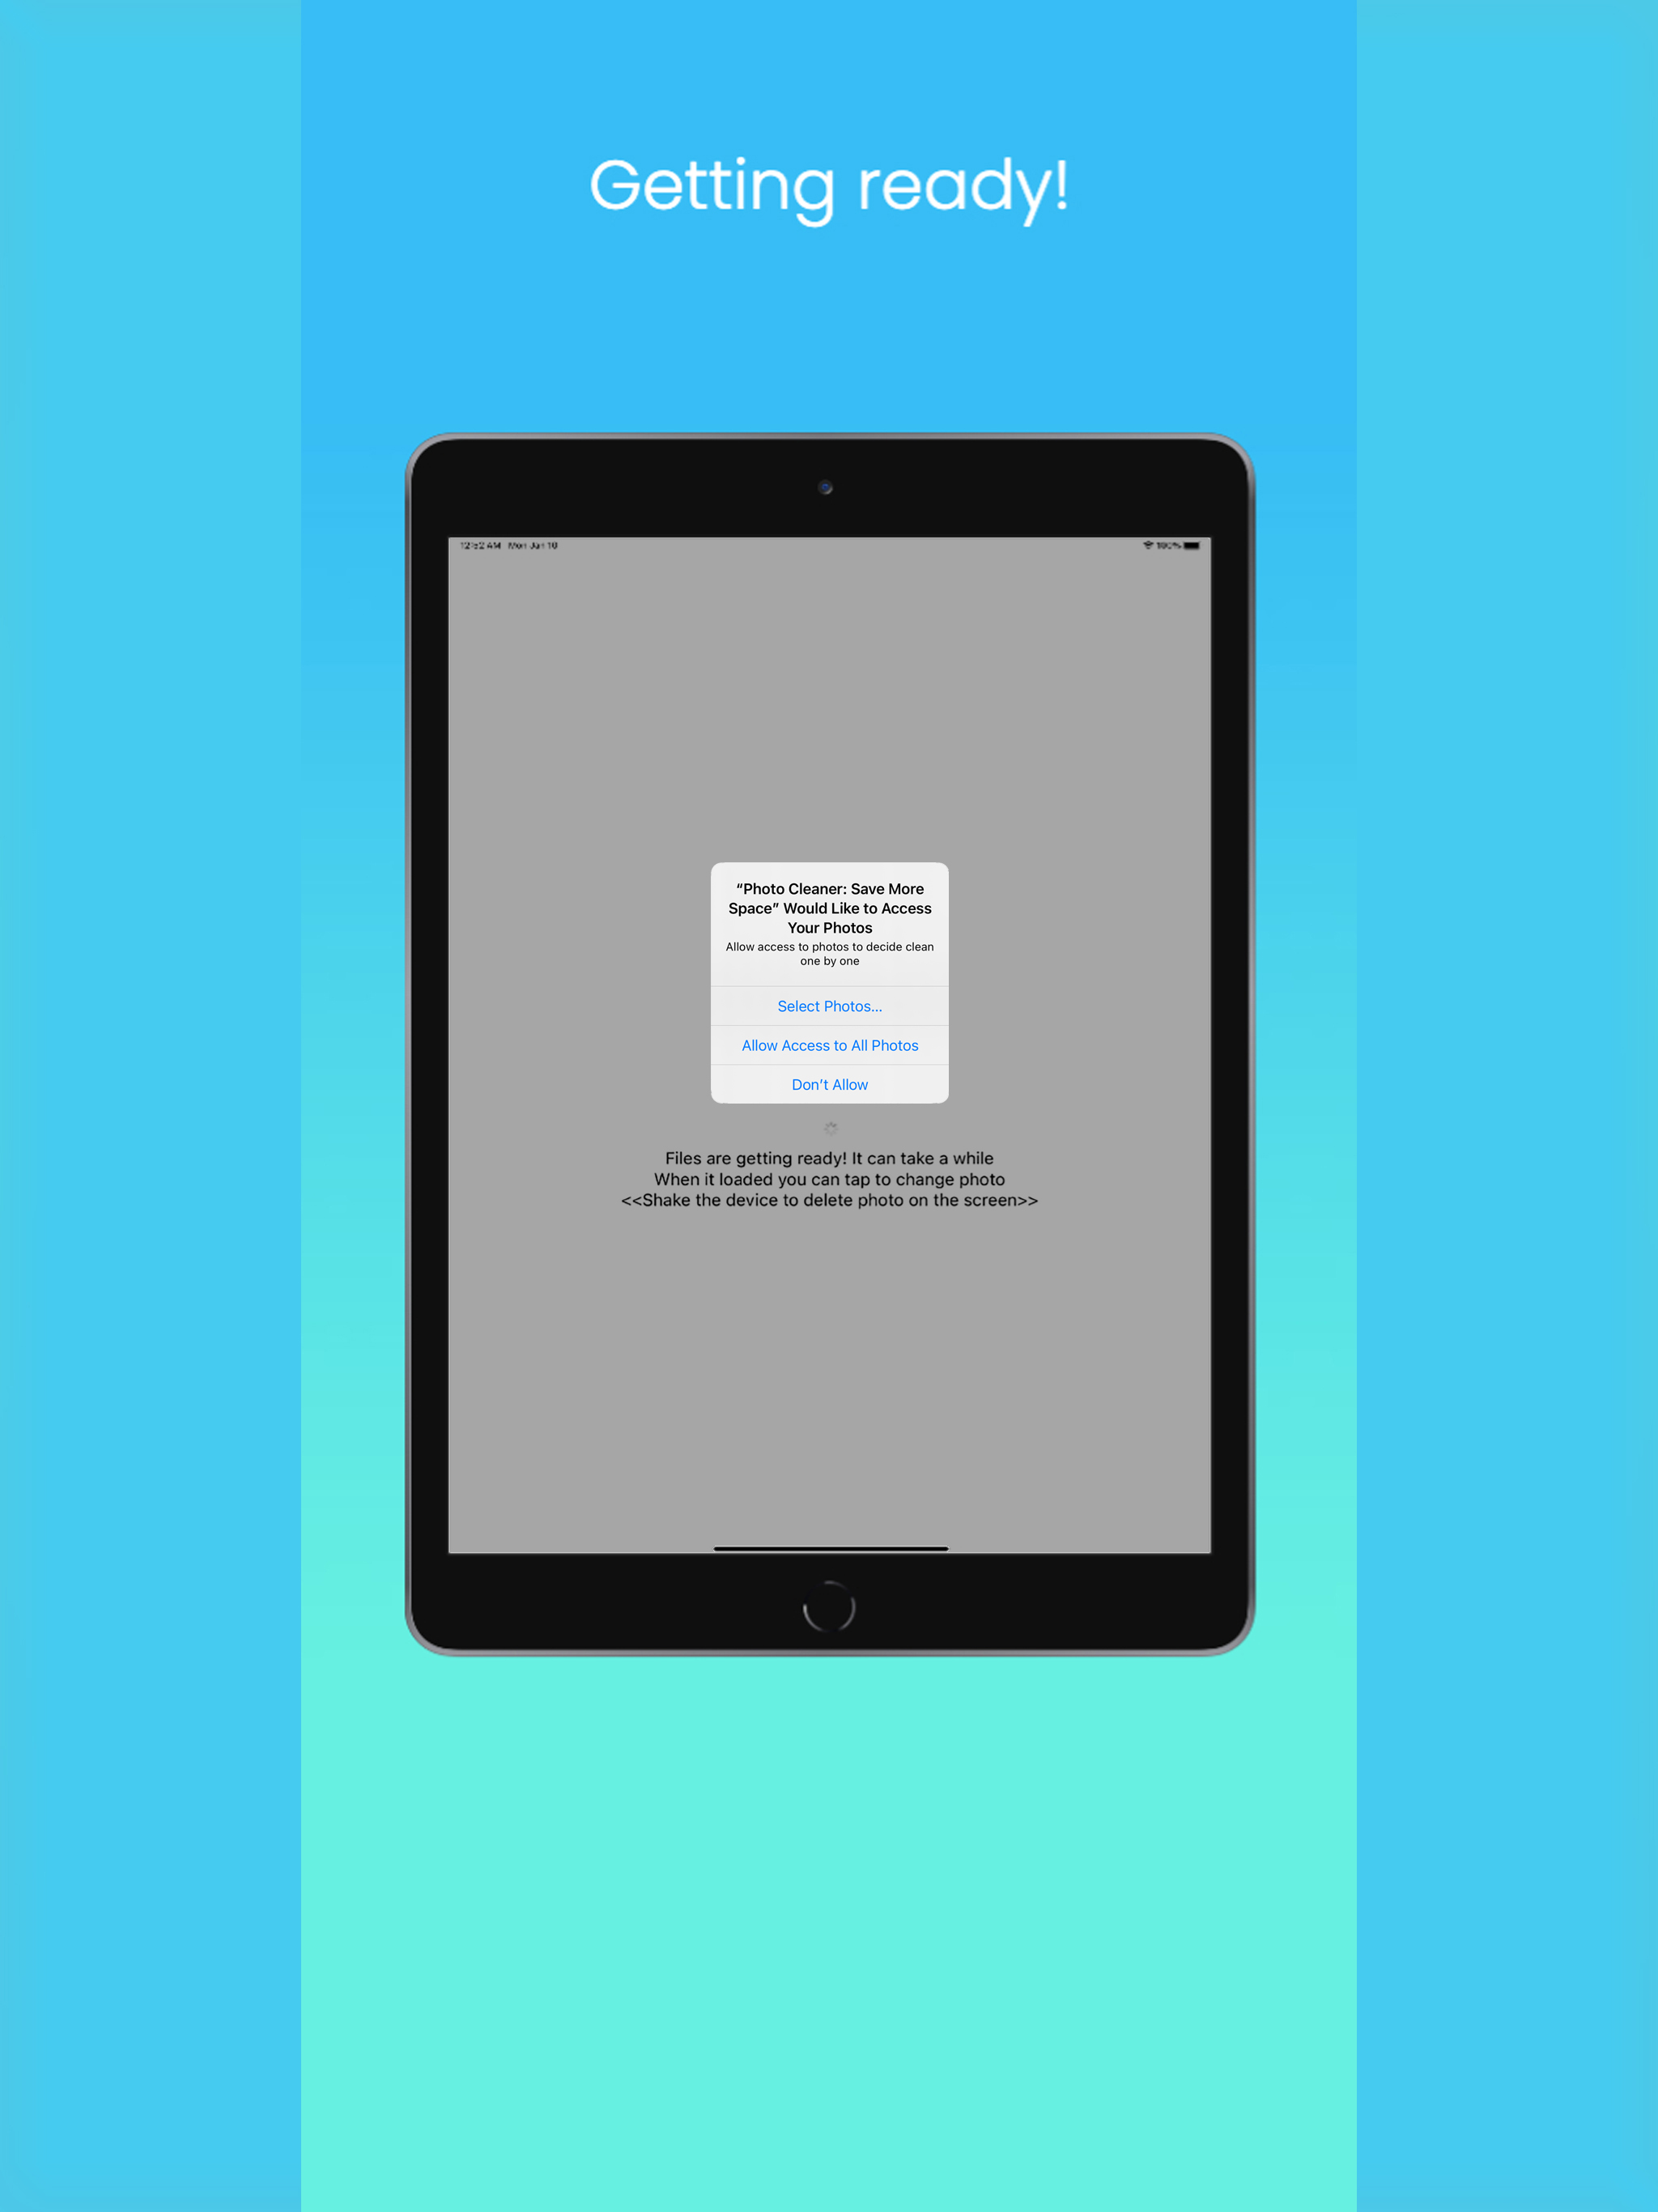 Getting ready!
12:52 AM Mon Jan 10
100%
“Photo Cleaner: Save More
Space” Would Like to Access
Your Photos
Allow access to photos to decide clean
one by one
Select Photos...
Allow Access to All Photos
Don’t Allow
Files are getting ready! It can take a while
When it loaded you can tap to change photo
<<Shake the device to delete photo on the screen>>